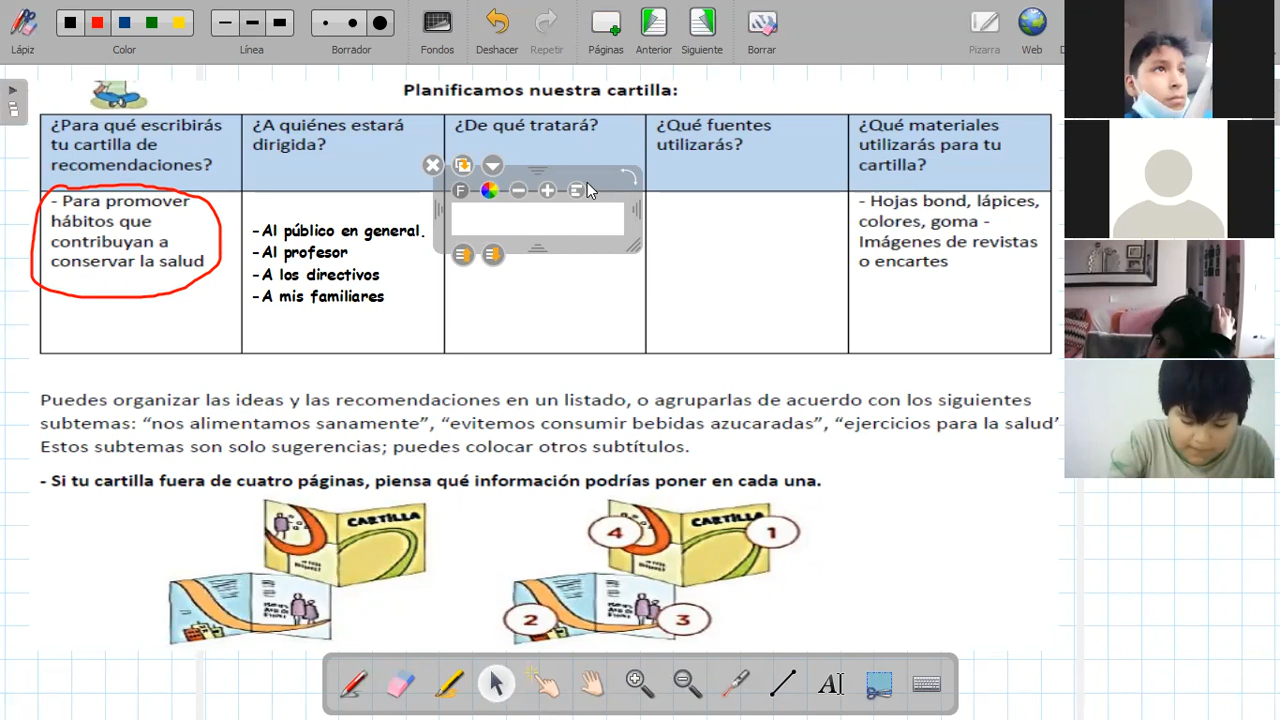 Lápiz
Color
Línea
Borrador
Fondos
Deshacer
Repetir
Páginas
Anterior
Siguiente
Borrar
Pizarra
Web
Planificamos nuestra cartilla:
¿Para qué escribirás
tu cartilla de
recomendaciones?
¿A quiénes estará
dirigida?
¿De qué tratará?
¿Qué fuentes
utilizarás?
¿Qué materiales
utilizarás para tu
cartilla?
- Para promover
hábitos que
contribuyan a
conservar la salud
-Al público en general.
-Al profesor
-A los directivos
-A mis familiares
F
- Hojas bond, lápices,
colores, goma -
Imágenes de revistas
o encartes
Puedes organizar las ideas y las recomendaciones en un listado, o agruparlas de acuerdo con los siguientes
subtemas: “nos alimentamos sanamente”, “evitemos consumir bebidas azucaradas”, “ejercicios para la salud”
Estos subtemas son solo sugerencias; puedes colocar otros subtítulos.
- Si tu cartilla fuera de cuatro páginas, piensa qué información podrías poner en cada una.
CARTILLA
4
CARTILLA
1
2
3